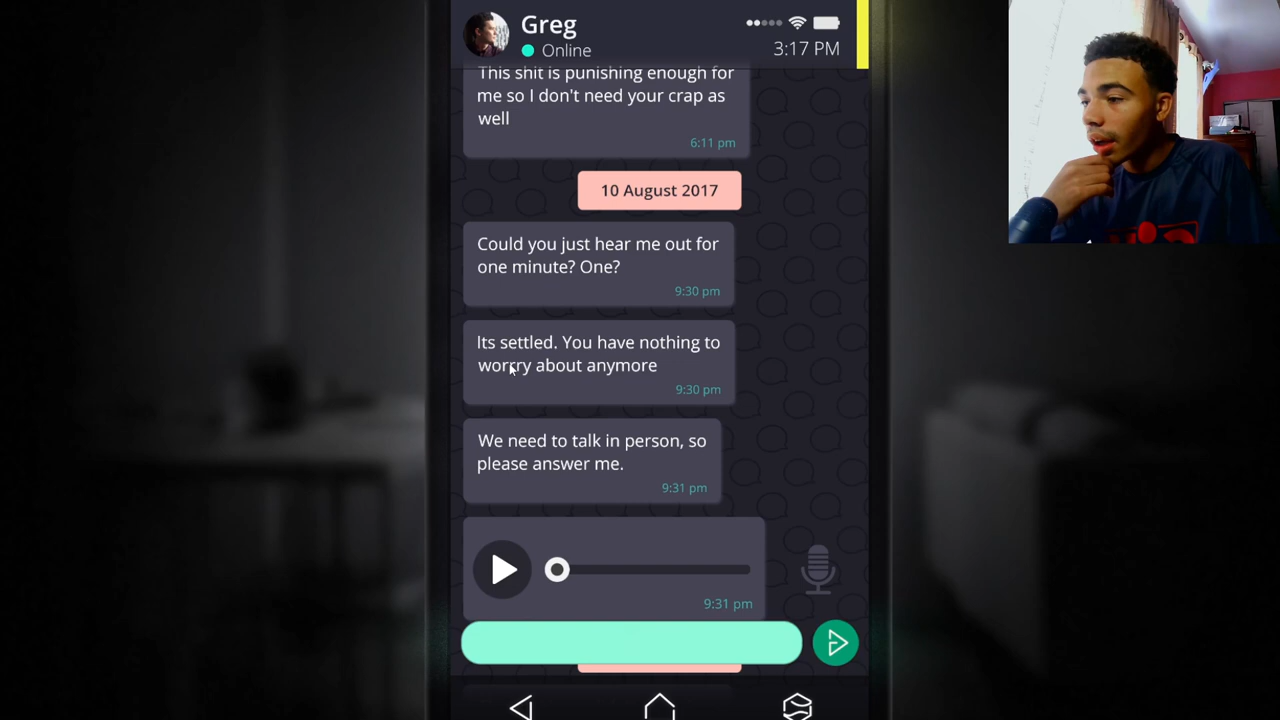 Greg
Online
3:17 PM
This shit is punishing enough for
me so I don't need your crap as
well
6:11 pm
10 August 2017
Could you just hear me out for
one minute? One?
9:30 pm
Its settled. You have nothing to
worry about anymore
9:30 pm
We need to talk in person, so
please answer me.
9:31 pm
9:31 pm